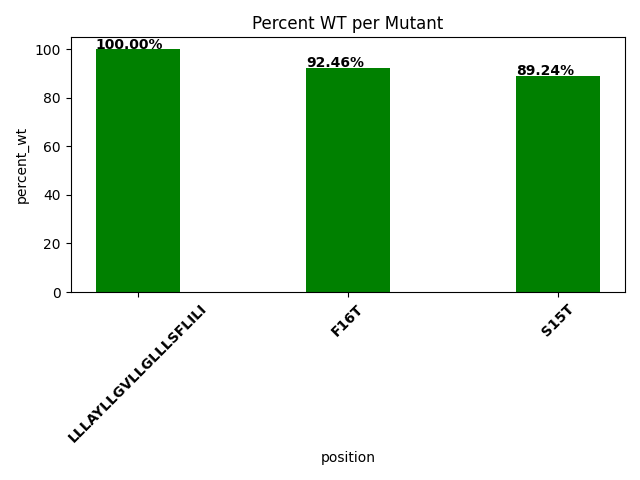 Percent WT per Mutant
100.00%
92.46%
89.24%
percent_wt
100
80
60
40
20
0
LLLAYLLGVLLGLLLSFLILI
F16T
S15T
position